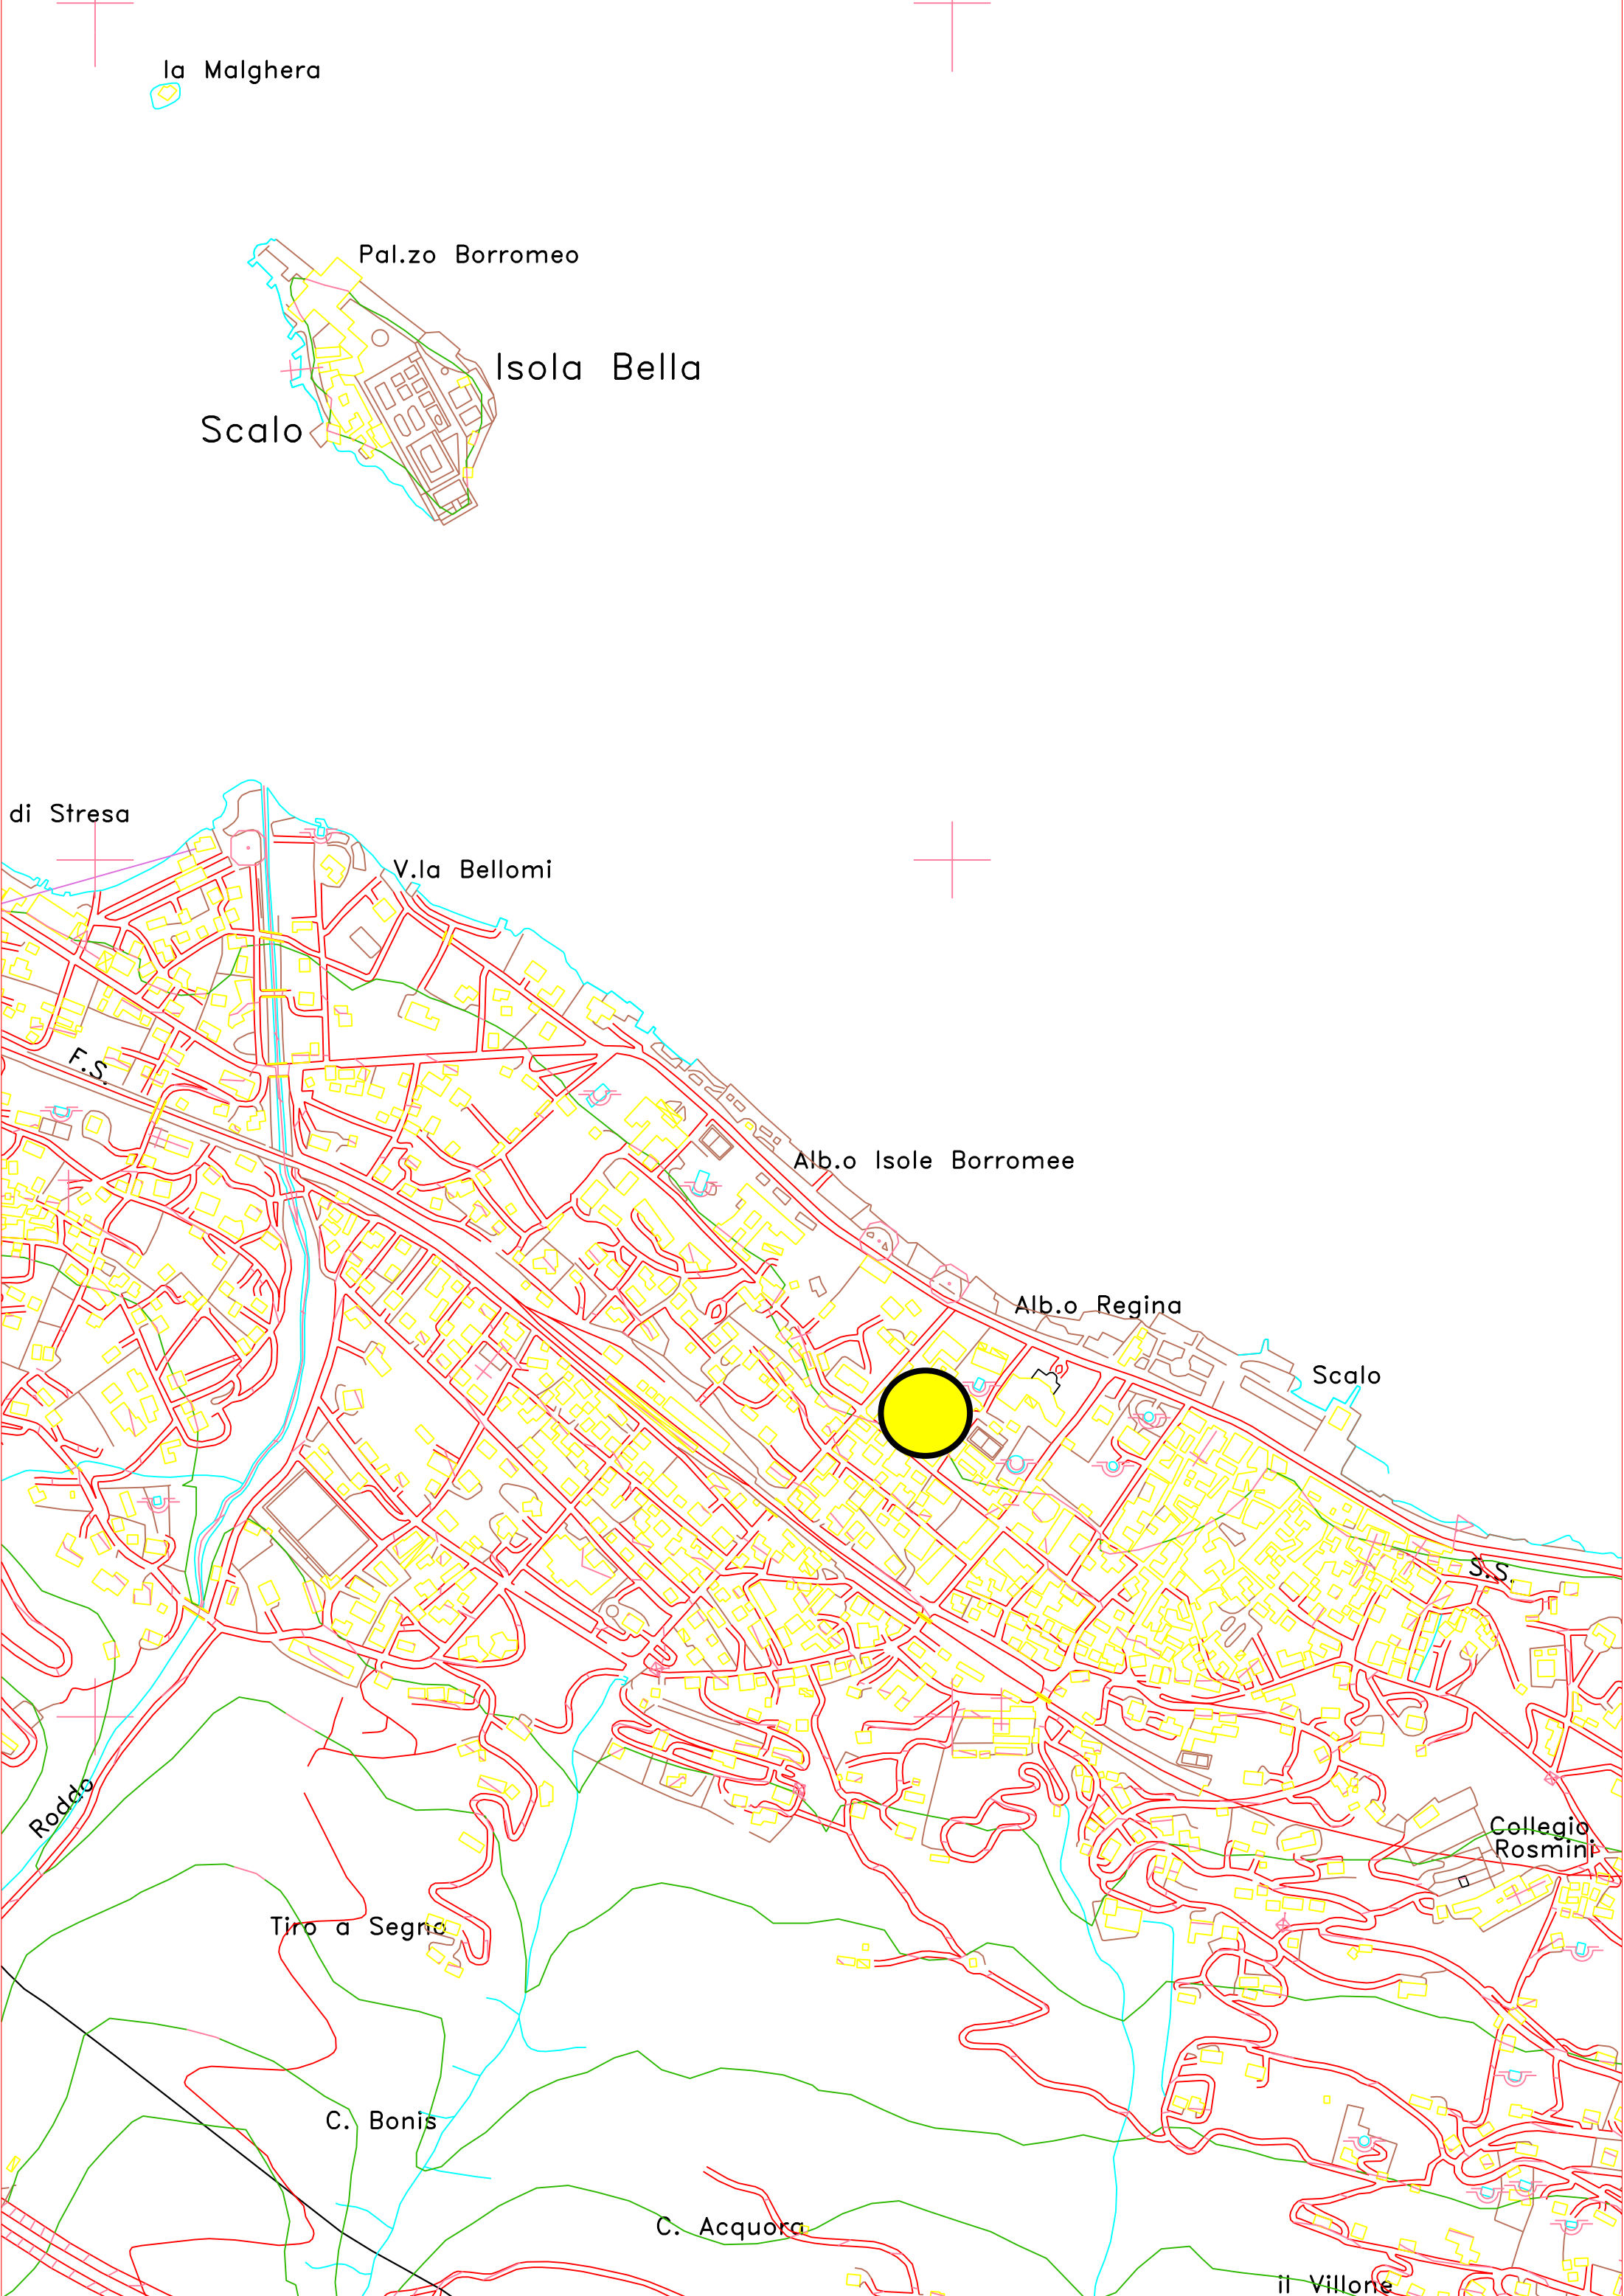 la Malghera
Pal.zo Borromeo
Isola Bella
Scalo
di Stresa
V.la Bellomi
F.S.
Alb.o Isole Borromee
Alb.o Regina
Scalo
S.S.
Roddo
Collegio
Rosmini
Tiro a Segno
C. Bonis
C. Acquora
il Villone